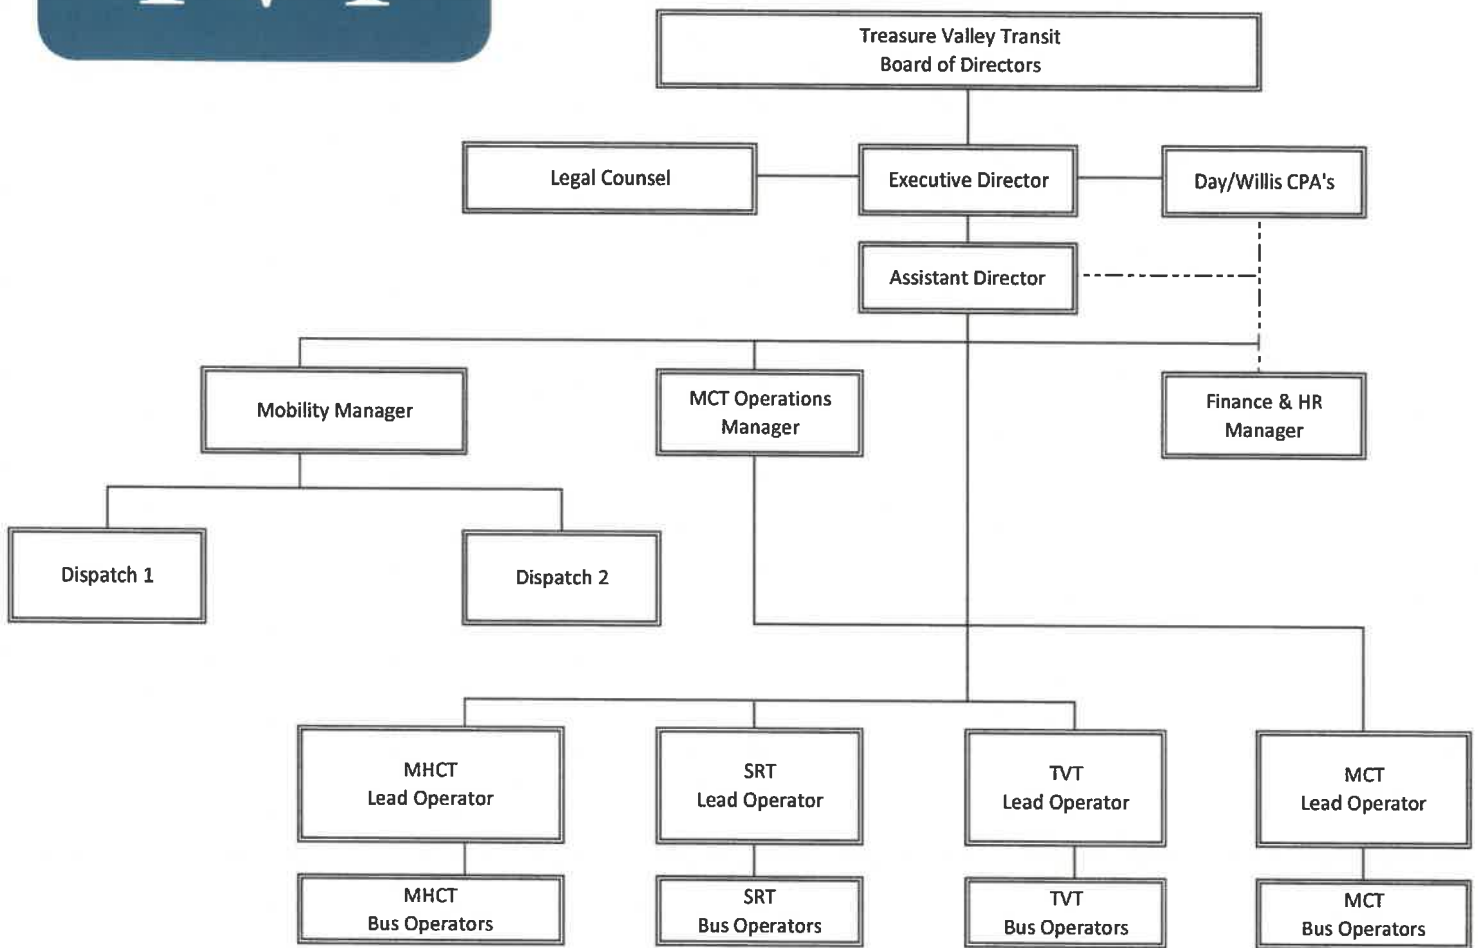 Treasure Valley Transit
Board of Directors
Legal Counsel
Executive Director
Day/Willis CPA's
Assistant Director
Mobility Manager
MCT Operations
Manager
Finance & HR
Manager
Dispatch 1
Dispatch 2
MHCT
Lead Operator
SRT
Lead Operator
TVT
Lead Operator
MCT
Lead Operator
MHCT
Bus Operators
SRT
Bus Operators
TVT
Bus Operators
MCT
Bus Operators